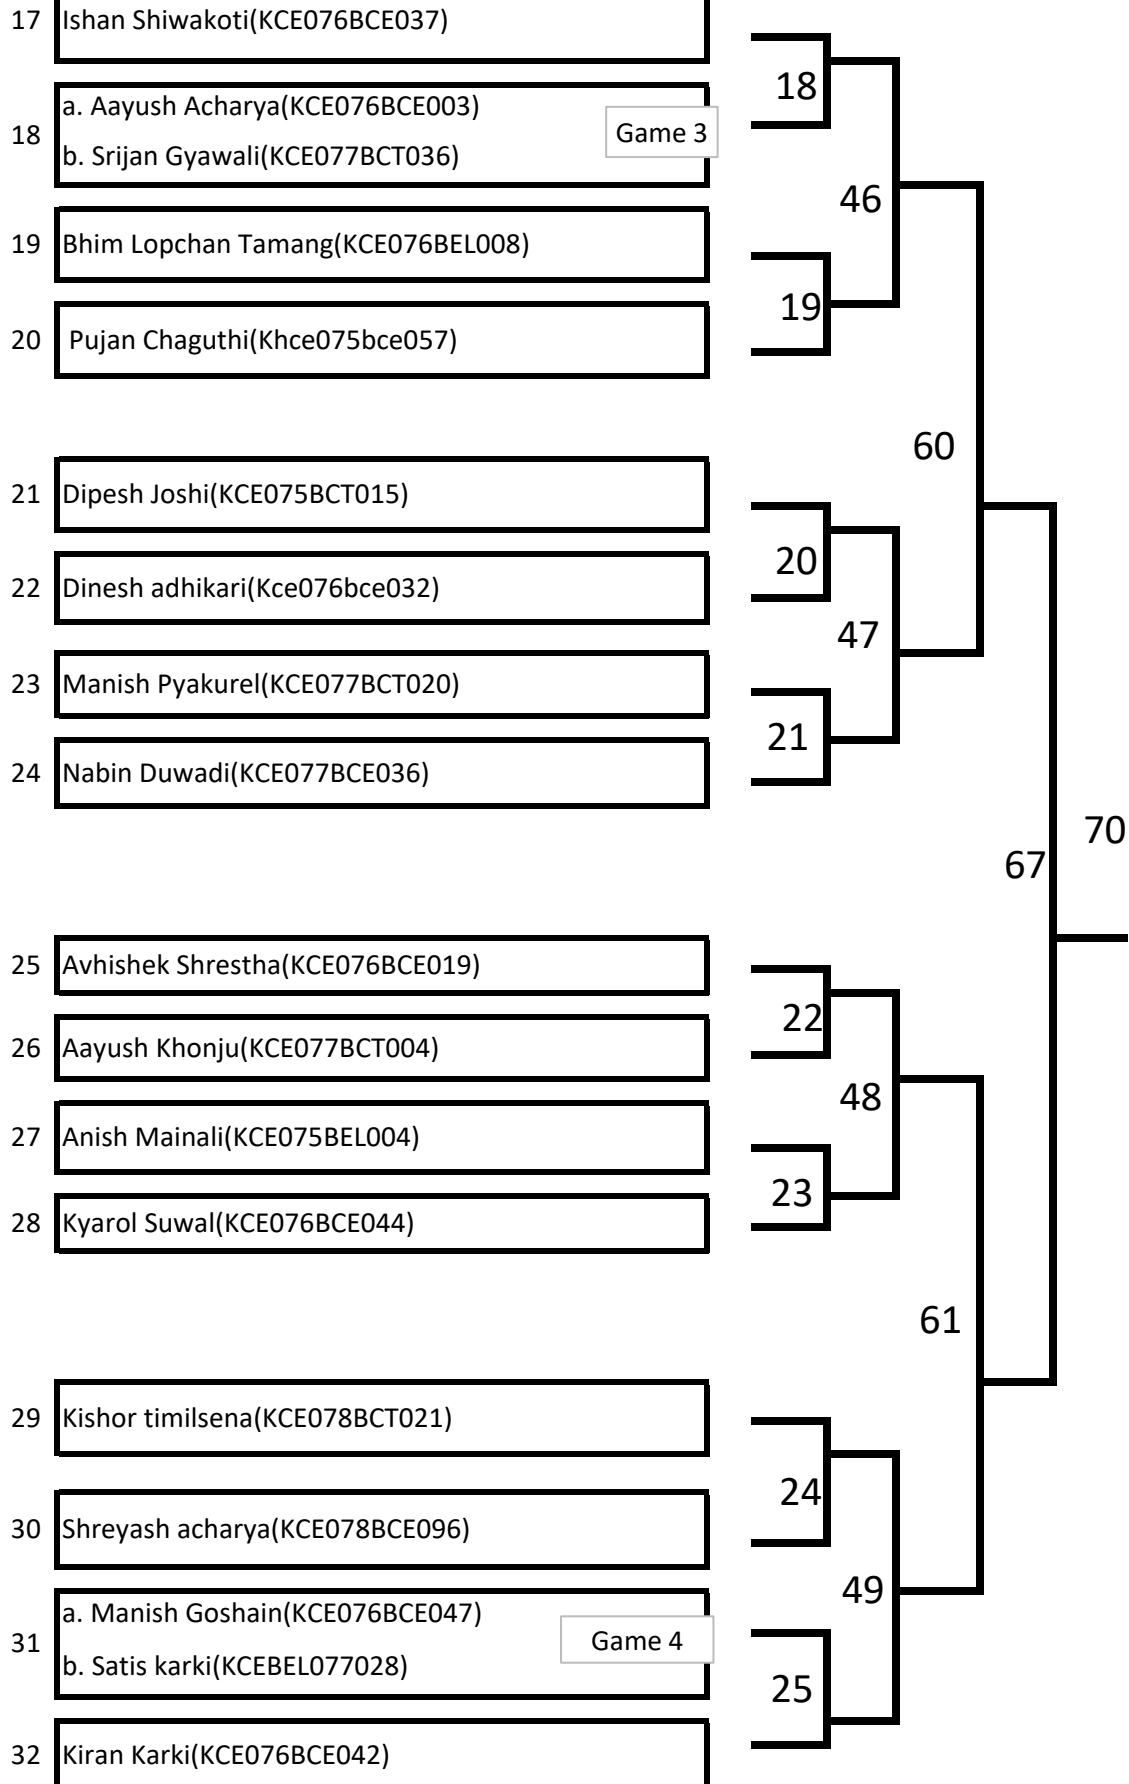 17 Ishan Shiwakoti(KCE076BCE037)
18
a. Aayush Acharya(KCE076BCE003)
b. Srijan Gyawali(KCE077BCT036)
Game 3
18
46
19 Bhim Lopchan Tamang(KCE076BEL008)
19
20 Pujan Chaguthi(Khce075bce057)
60
21 Dipesh Joshi(KCE075BCT015)
20
22 Dinesh adhikari(Kce076bce032)
47
23 Manish Pyakurel(KCE077BCT020)
21
24 Nabin Duwadi(KCE077BCE036)
70
67
25 Avhishek Shrestha(KCE076BCE019)
22
26 Aayush Khonju(KCE077BCT004)
48
27 Anish Mainali(KCE075BEL004)
23
28 Kyarol Suwal(KCE076BCE044)
61
29 Kishor timilsena(KCE078BCT021)
24
30 Shreyash acharya(KCE078BCE096)
49
31
a. Manish Goshain(KCE076BCE047)
b. Satis karki(KCEBEL077028)
Game 4
25
32 Kiran Karki(KCE076BCE042)